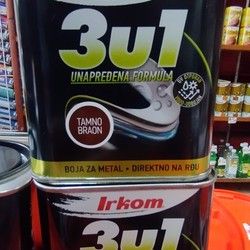 3u1
UNAPREĐENA FORMULA
TAMNO
BRAON
BOJA ZA METAL • DIREKTNO NA RĐU
Irkom
3u1